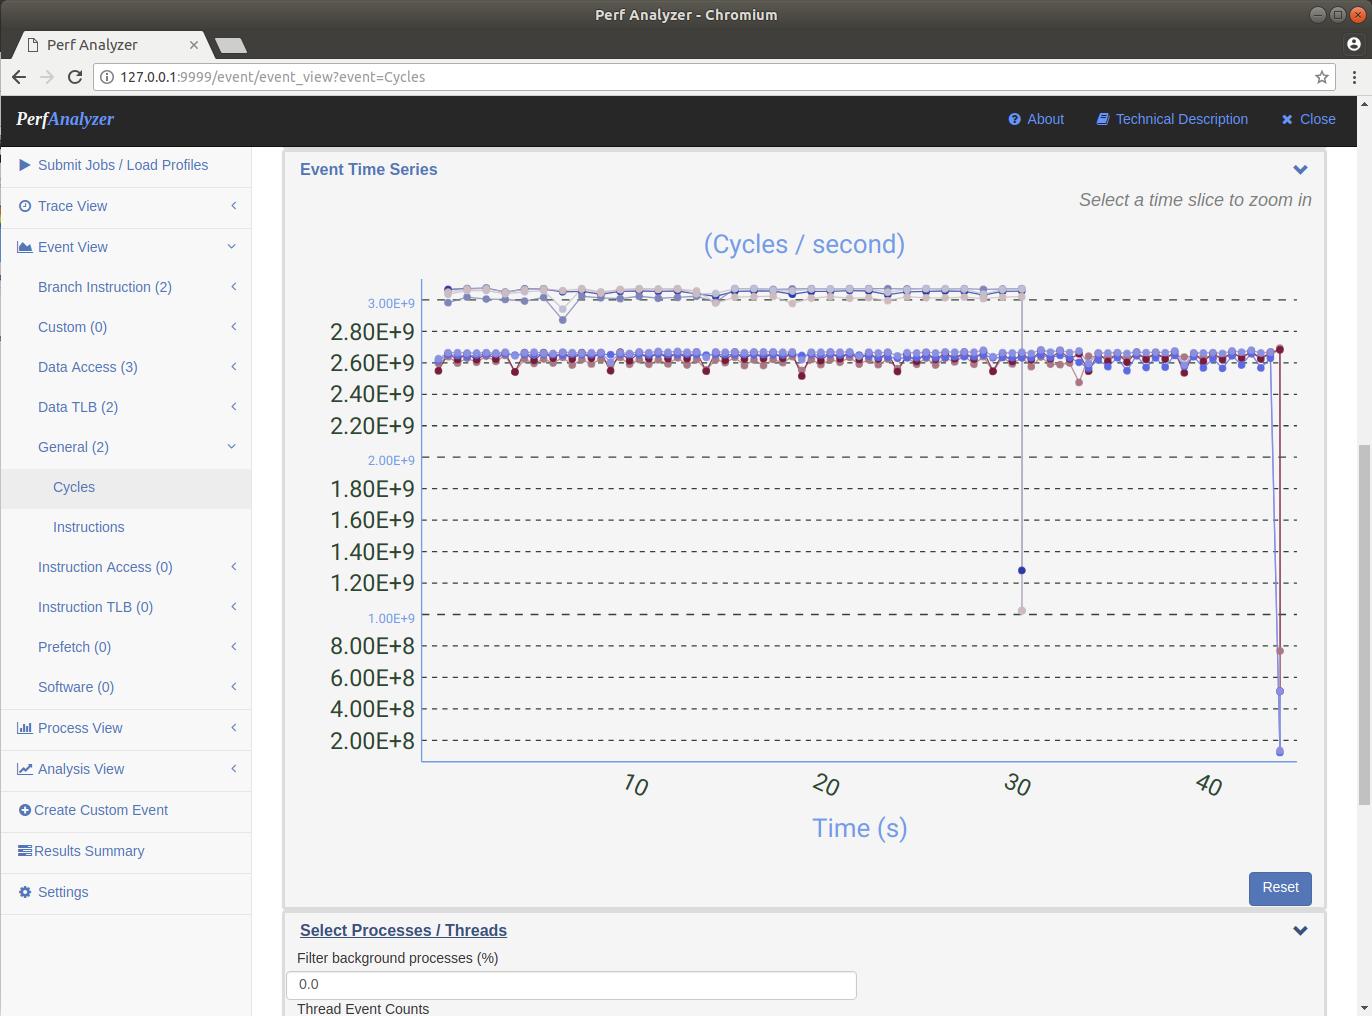 Perf Analyzer - Chromium
Perf Analyzer
127.0.0.1:9999/event/event_view?event=Cycles
PerfAnalyzer
About
Technical Description
Close
Submit Jobs / Load Profiles
Trace View
Event View
Branch Instruction (2)
Custom (0)
Data Access (3)
Data TLB (2)
General (2)
Cycles
Instructions
Instruction Access (0)
Instruction TLB (0)
Prefetch (0)
Software (0)
Process View
Analysis View
Create Custom Event
Results Summary
Settings
Event Time Series
Select a time slice to zoom in
(Cycles / second)
3.00E+9
2.80E+9
2.60E+9
2.40E+9
2.20E+9
2.00E+9
1.80E+9
1.60E+9
1.40E+9
1.20E+9
1.00E+9
8.00E+8
6.00E+8
4.00E+8
2.00E+8
10
20
30
40
Time (s)
Reset
Select Processes / Threads
Filter background processes (%)
0.0
Thread Event Counts